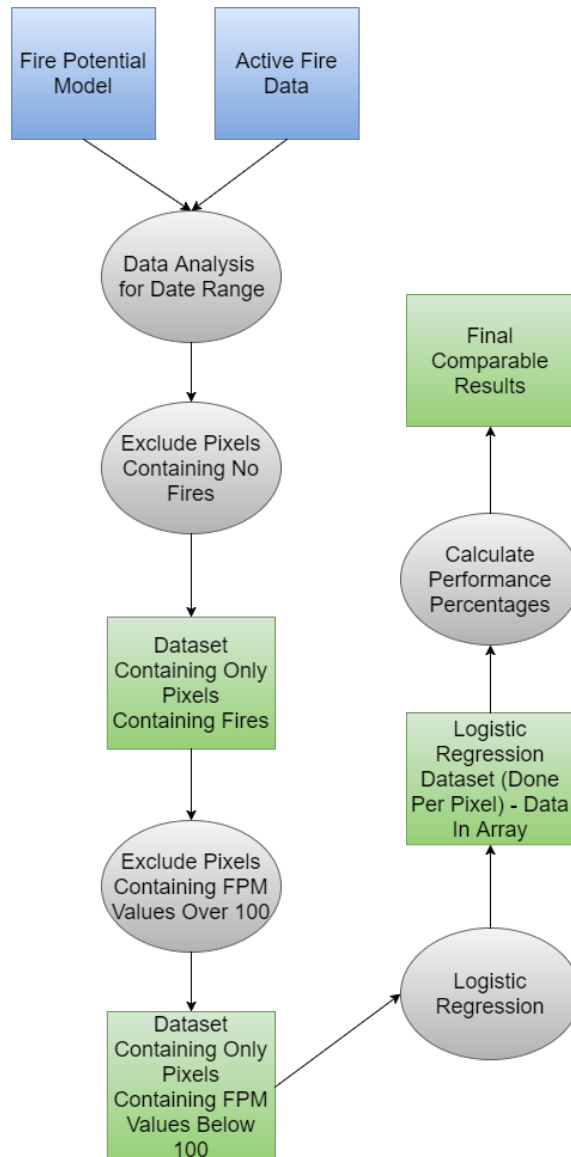 Fire Potential
Model
Active Fire
Data
Data Analysis
for Date Range
Exclude Pixels
Containing No
Fires
Dataset
Containing Only
Pixels
Containing Fires
Exclude Pixels
Containing FPM
Values Over 100
Dataset
Containing Only
Pixels
Containing FPM
Values Below
100
Logistic
Regression
Logistic
Regression
Dataset (Done
Per Pixel) - Data
In Array
Calculate
Performance
Percentages
Final
Comparable
Results